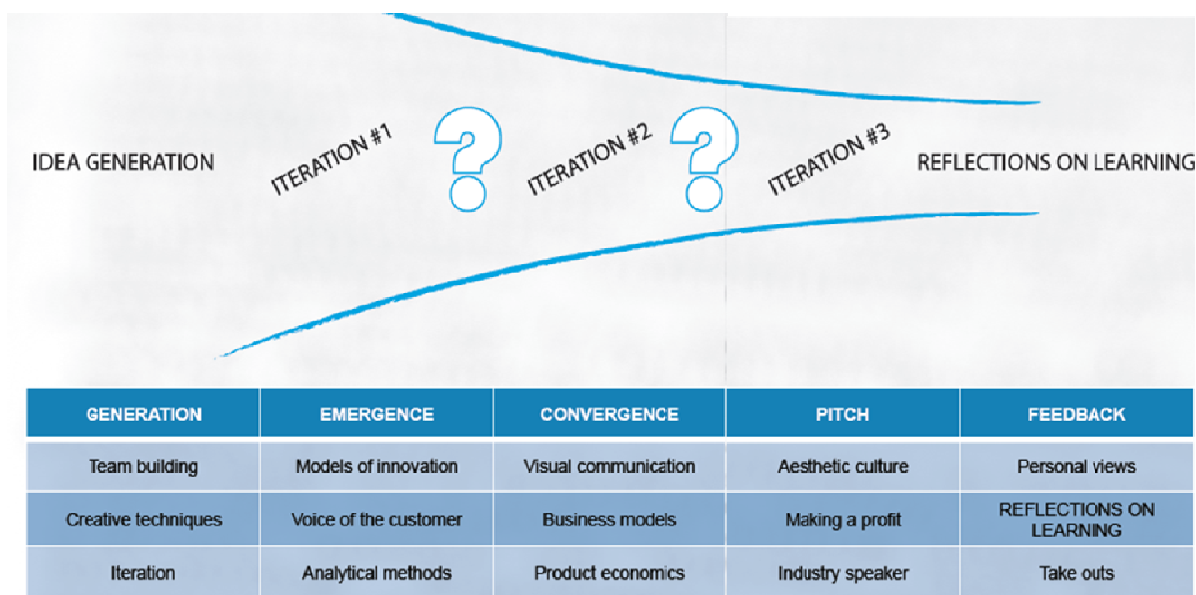 IDEA GENERATION
ITERATION #1
?
ITERATION #2
?
ITERATION #3
REFLECTIONS ON LEARNING
GENERATION
EMERGENCE
CONVERGENCE
PITCH
FEEDBACK
Team building
Models of innovation
Visual communication
Aesthetic culture
Personal views
Creative techniques
Voice of the customer
Business models
Making a profit
REFLECTIONS ON
LEARNING
Iteration
Analytical methods
Product economics
Industry speaker
Take outs